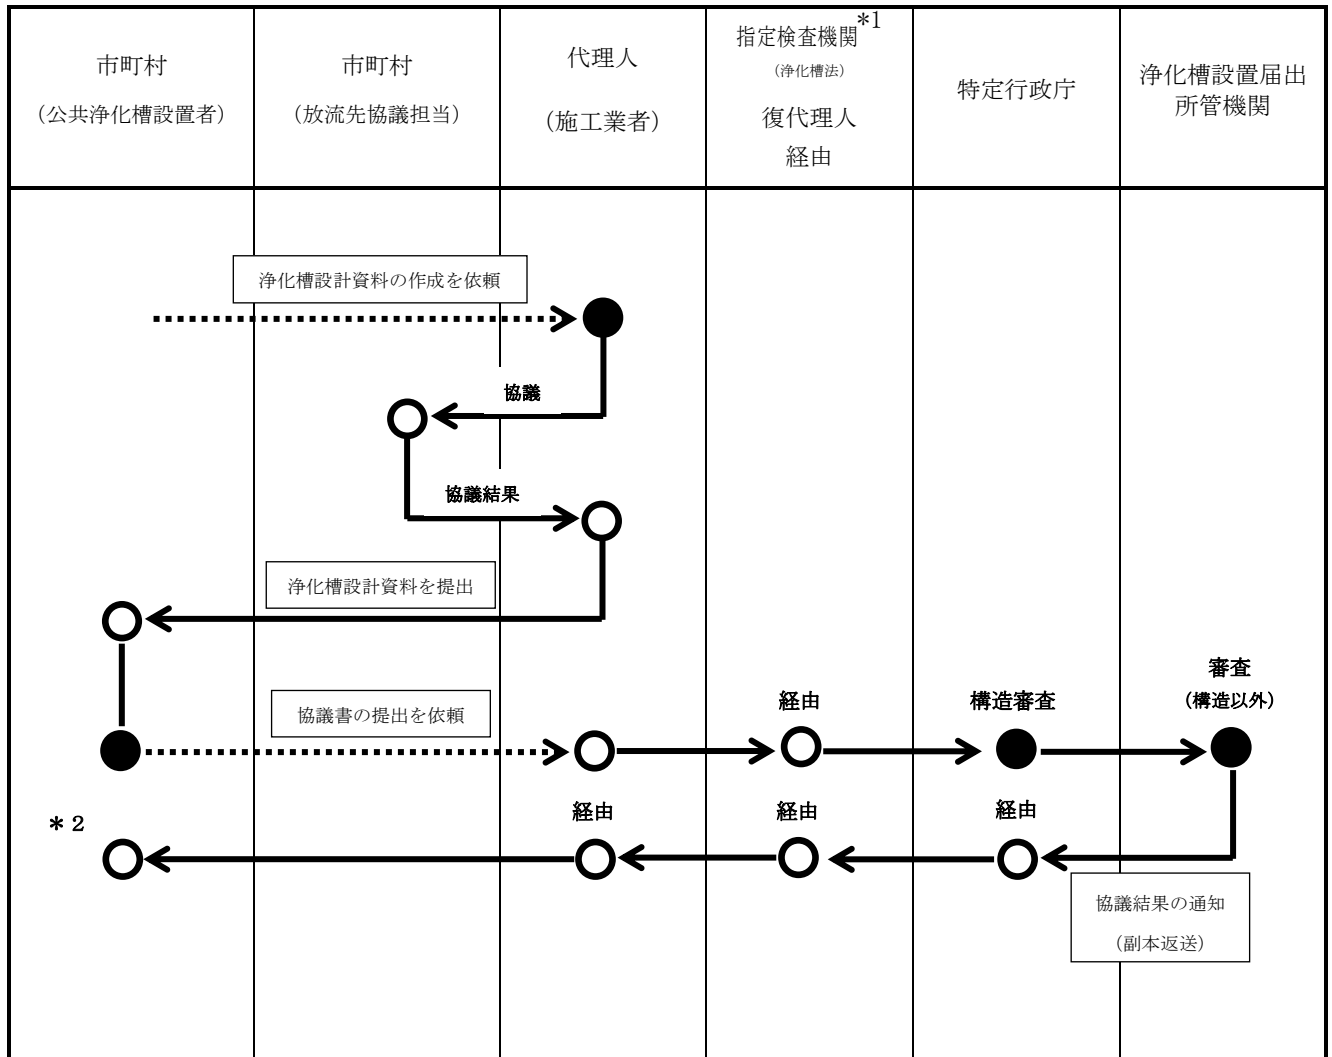 市町村
(公共浄化槽設置者)
市町村
(放流先協議担当)
代理人
(施工業者)
指定検査機関*1
(浄化槽法)
復代理人
経由
特定行政庁
浄化槽設置届出
所管機関
浄化槽設計資料の作成を依頼
協議
協議結果
浄化槽設計資料を提出
協議書の提出を依頼
経由
構造審査
審査
(構造以外)
*2
経由
経由
経由
協議結果の通知
(副本返送)